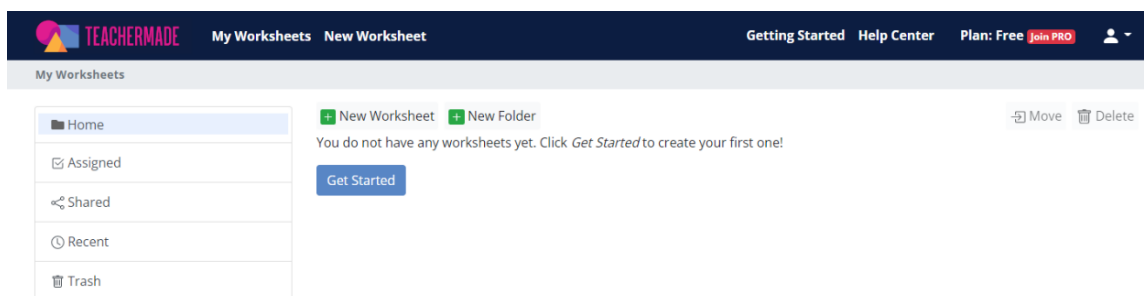 TEACHERMADE My Worksheets New Worksheet Getting Started Help Center Plan: Free Join PRO
My Worksheets
Home
Assigned
Shared
Recent
Trash
New Worksheet New Folder Move Delete
You do not have any worksheets yet. Click Get Started to create your first one!
Get Started